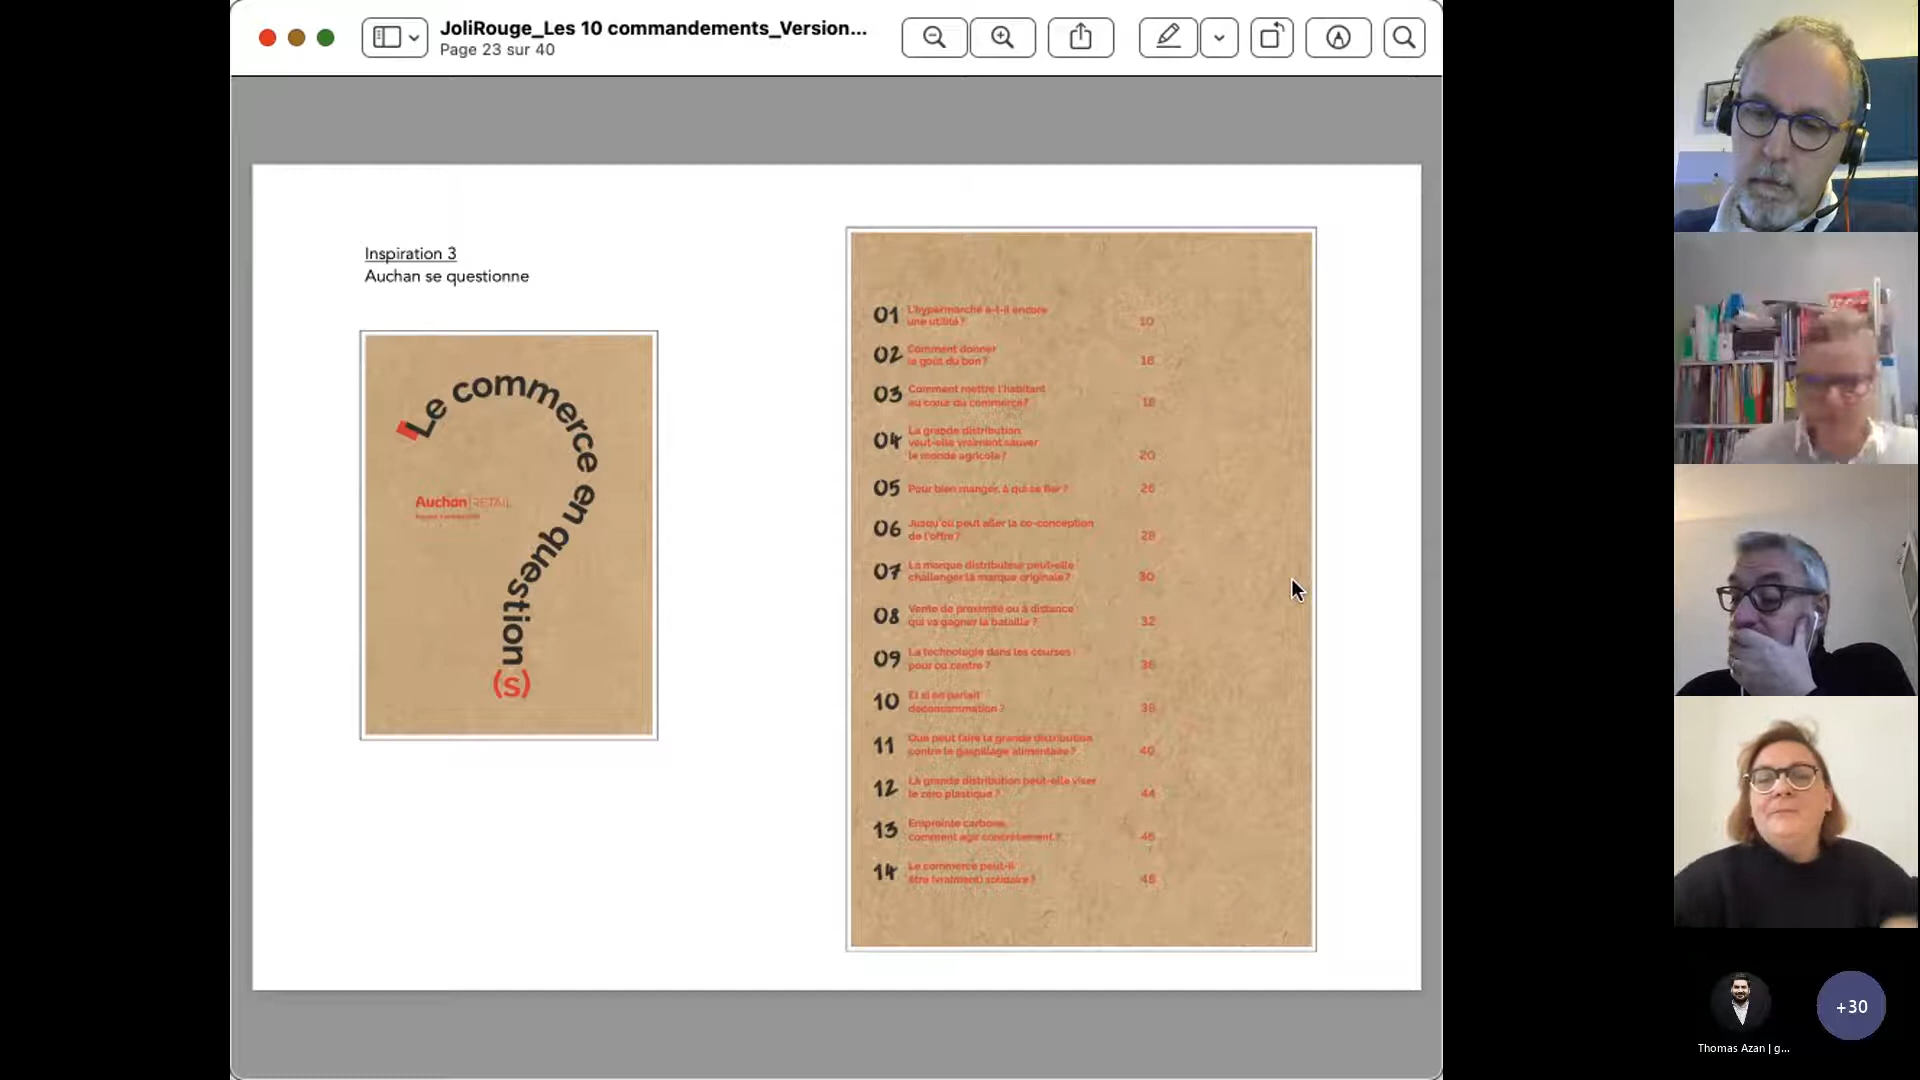 JoliRouge_Les 10 commandements_Version...
Page 23 sur 40
Inspiration 3
Auchan se questionne
Le commerce en question
(s)
Auchan | RETAIL
01 L'hypermarché a-t-il encore
une utilité ? 10
02 Comment donner
le goût du bon ? 16
03 Comment mettre l'habitant
au cœur du commerce ? 18
04 La grande distribution
veut-elle vraiment sauver
le monde agricole ? 20
05 Pour bien manger, à qui se fier ? 26
06 Jusqu'où peut aller la co-conception
de l'offre ? 28
07 La marque distributeur peut-elle
challenger la marque originale ? 30
08 Vente de proximité ou à distance :
qui va gagner la bataille ? 32
09 La technologie dans les courses :
pour ou contre ? 36
10 Et si on parlait
déconsommation ? 38
11 Que peut faire la grande distribution
contre le gaspillage alimentaire ? 40
12 La grande distribution peut-elle viser
le zéro plastique ? 44
13 Empreinte carbone,
comment agir concrètement ? 46
14 Le commerce peut-il
être (vraiment) solidaire ? 48
+30
Thomas Azan | g...